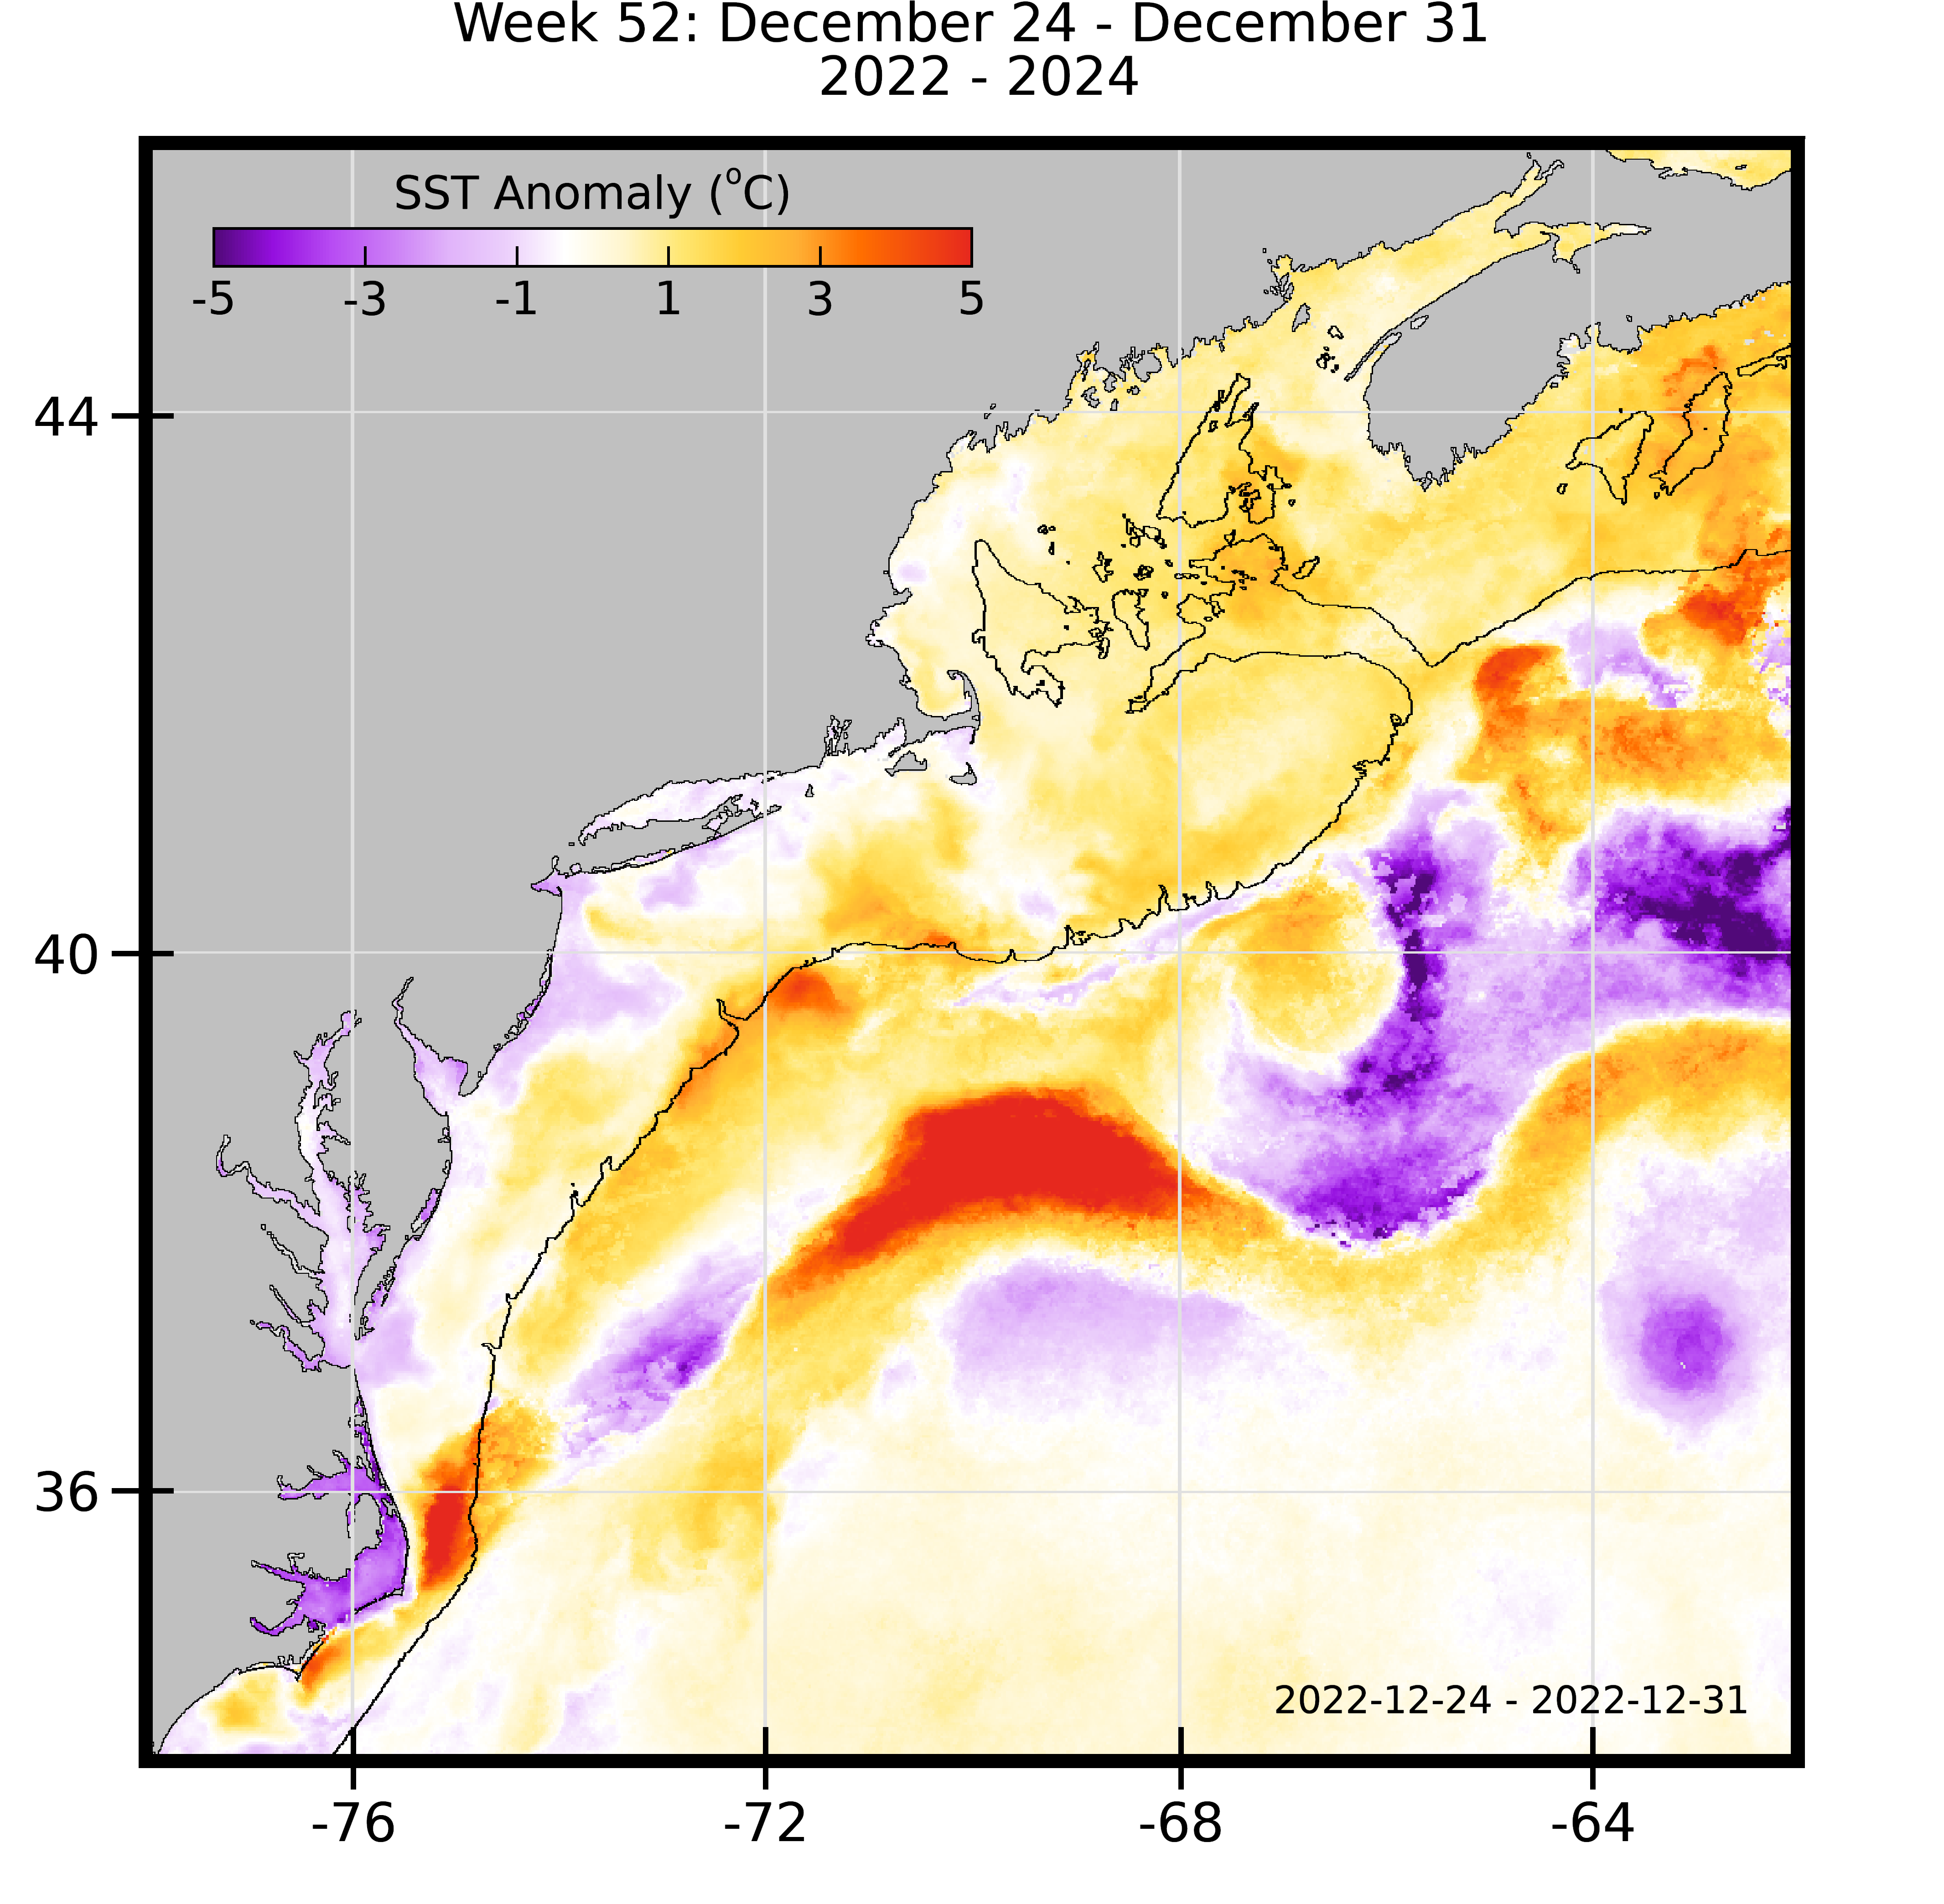 Week 52: December 24 - December 31
2022 - 2024
SST Anomaly (°C)
-5 -3 -1 1 3 5
44
40
36
2022-12-24 - 2022-12-31
-76 -72 -68 -64